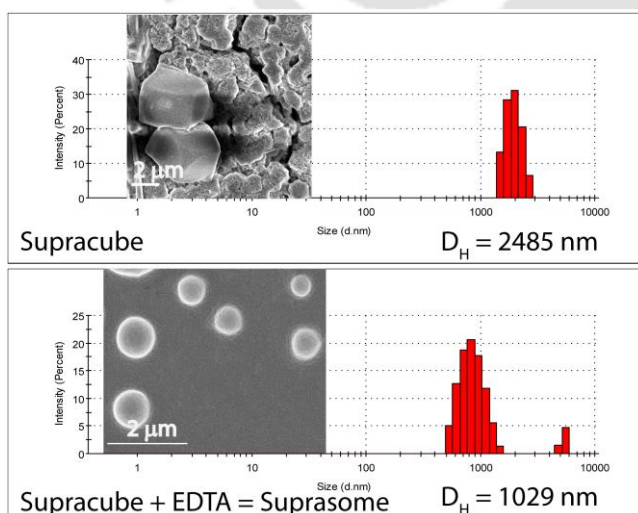 40
30
20
10
0
Intensity (Percent)
2 μm
1 10 100 1000 10000
Size (d.nm)
Supracube D_H = 2485 nm
25
20
15
10
5
0
Intensity (Percent)
2 μm
1 10 100 1000 10000
Size (d.nm)
Supracube + EDTA = Suprasome D_H = 1029 nm